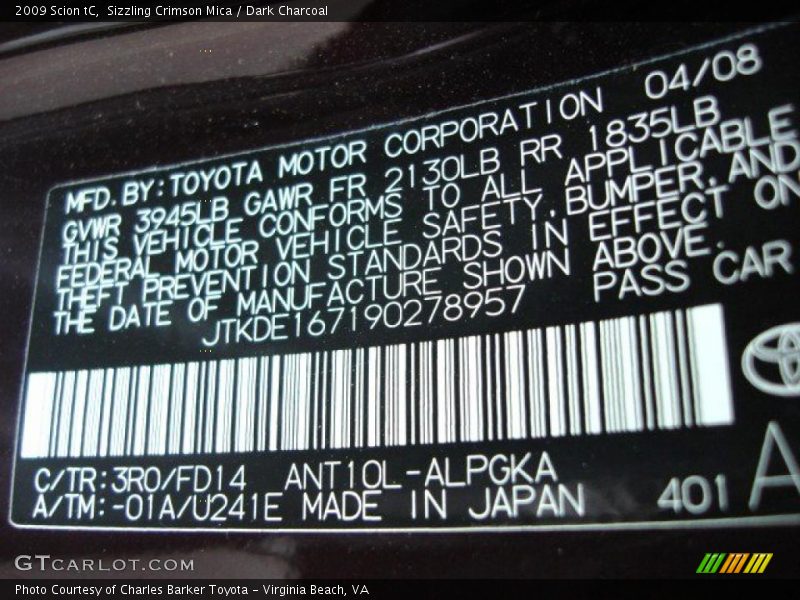 2009 Scion tC,  Sizzling Crimson Mica / Dark Charcoal
MFD. BY: TOYOTA MOTOR CORPORATION 04/08
GVWR 3945LB GAWR FR 2130LB RR 1835LB
THIS VEHICLE CONFORMS TO ALL APPLICABLE
FEDERAL MOTOR VEHICLE SAFETY, BUMPER, AND
THEFT PREVENTION STANDARDS IN EFFECT ON
THE DATE OF MANUFACTURE SHOWN ABOVE.
JTKDE167190278957 PASS CAR
C/TR:3R0/FD14 ANT10L-ALPGKA
A/TM:-01A/U241E MADE IN JAPAN 401 A
GTCARLOT.COM
Photo Courtesy of Charles Barker Toyota - Virginia Beach, VA